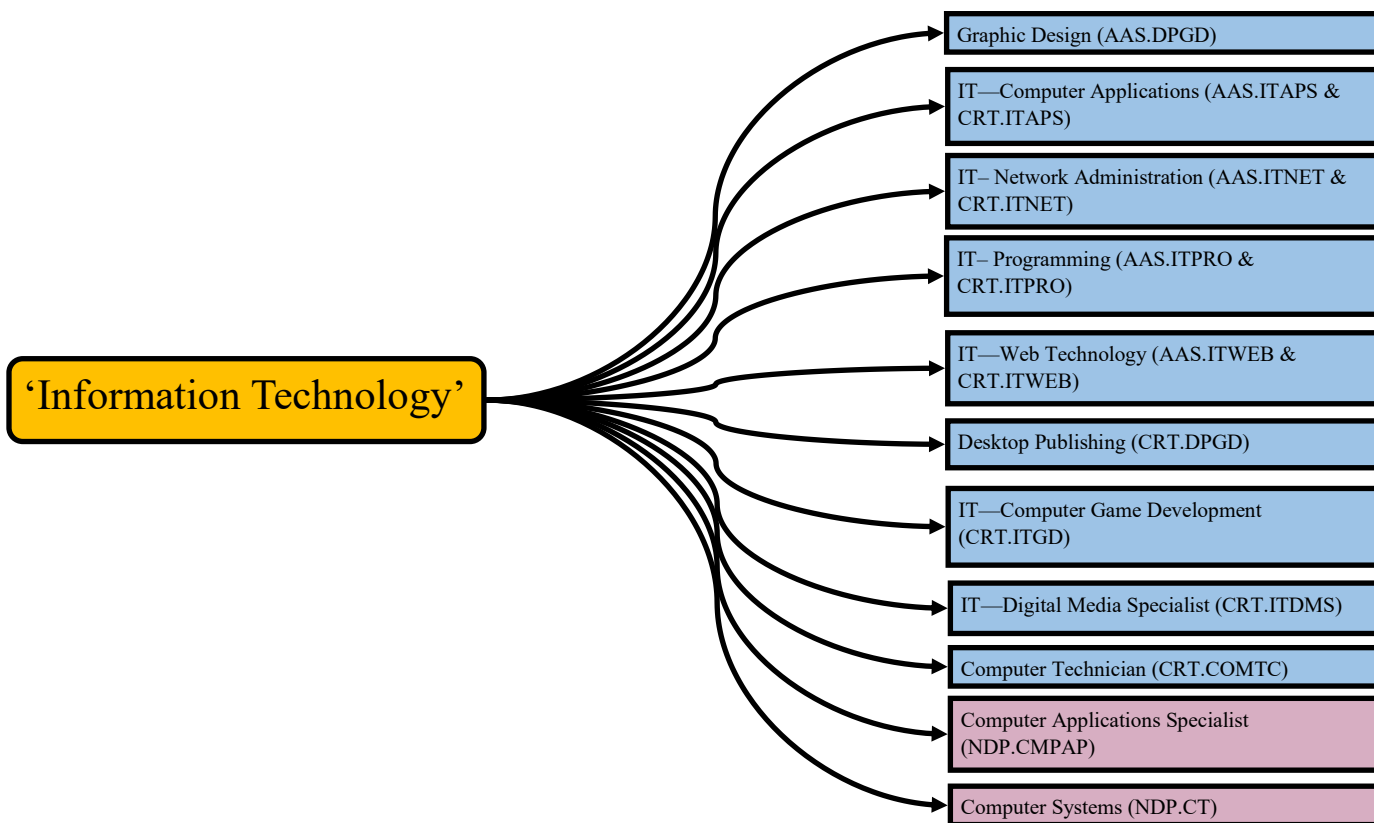 Graphic Design (AAS.DPGD)
IT—Computer Applications (AAS.ITAPS &
CRT.ITAPS)
IT– Network Administration (AAS.ITNET &
CRT.ITNET)
IT– Programming (AAS.ITPRO &
CRT.ITPRO)
‘Information Technology’
IT—Web Technology (AAS.ITWEB &
CRT.ITWEB)
Desktop Publishing (CRT.DPGD)
IT—Computer Game Development
(CRT.ITGD)
IT—Digital Media Specialist (CRT.ITDMS)
Computer Technician (CRT.COMTC)
Computer Applications Specialist
(NDP.CMPAP)
Computer Systems (NDP.CT)